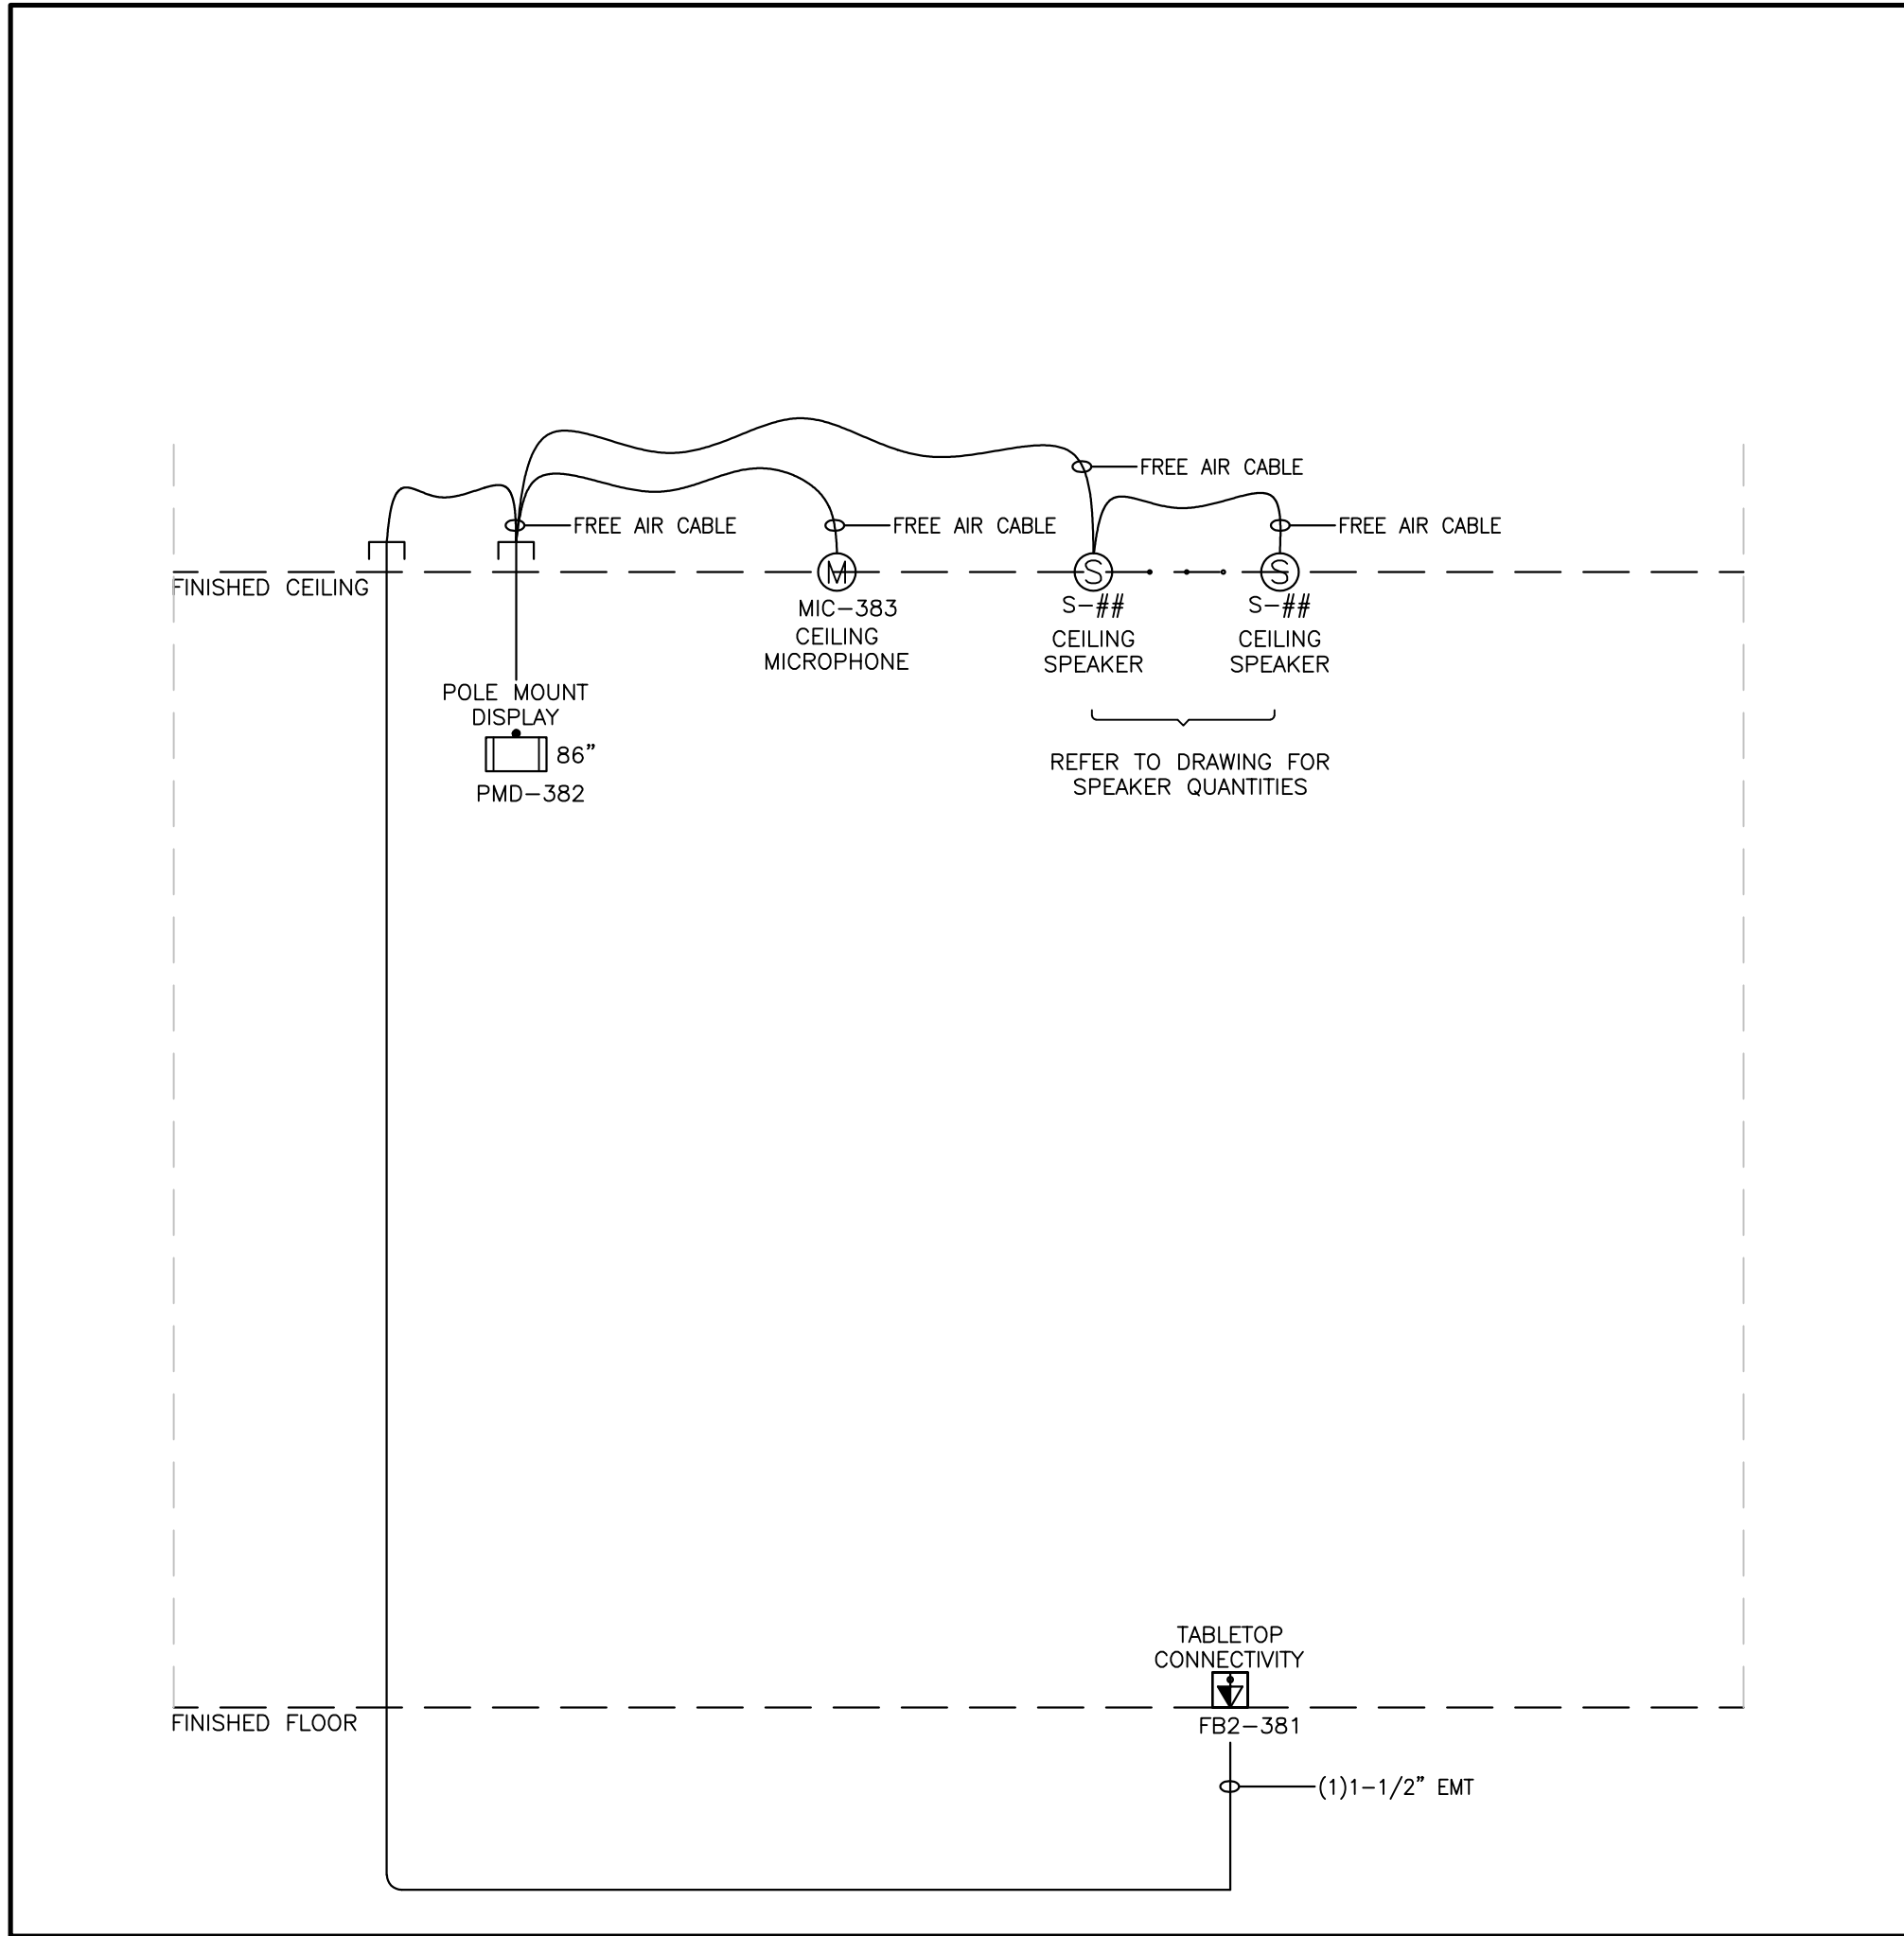 FREE AIR CABLE
FREE AIR CABLE
FREE AIR CABLE
FREE AIR CABLE
FINISHED CEILING
M
S
S
MIC-383
CEILING
MICROPHONE
S-##
CEILING
SPEAKER
S-##
CEILING
SPEAKER
POLE MOUNT
DISPLAY
86"
PMD-382
REFER TO DRAWING FOR
SPEAKER QUANTITIES
TABLETOP
CONNECTIVITY
FINISHED FLOOR
FB2-381
(1)1-1/2" EMT